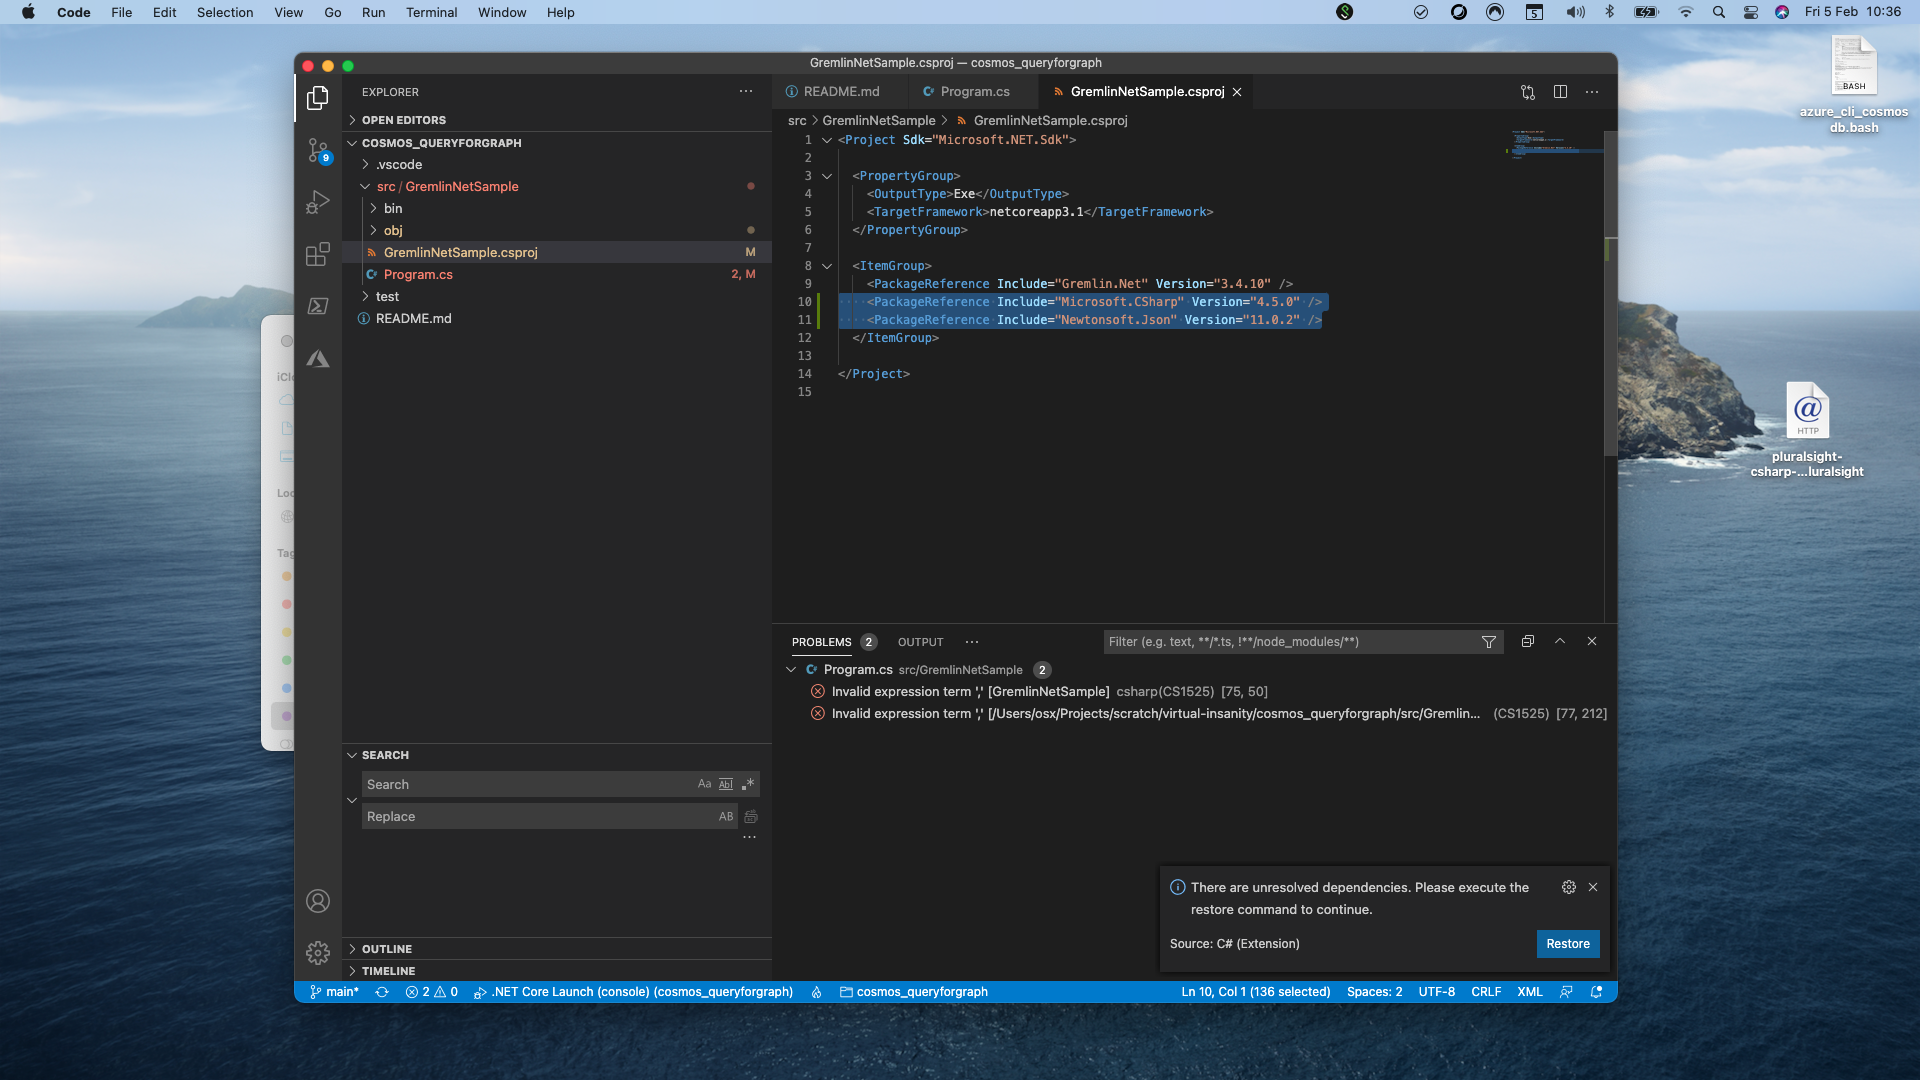 Code File Edit Selection View Go Run Terminal Window Help
5 Fri 5 Feb 10:36
BASH
azure_cli_cosmos
db.bash
HTTP
pluralsight-
csharp-...luralsight
Loc
Tag
GremlinNetSample.csproj — cosmos_queryforgraph
EXPLORER
OPEN EDITORS
COSMOS_QUERYFORGRAPH
.vscode
src / GremlinNetSample
bin
obj
GremlinNetSample.csproj M
Program.cs 2, M
test
README.md
9
README.md Program.cs GremlinNetSample.csproj
src > GremlinNetSample > GremlinNetSample.csproj
1 <Project Sdk="Microsoft.NET.Sdk">
2
3 <PropertyGroup>
4 <OutputType>Exe</OutputType>
5 <TargetFramework>netcoreapp3.1</TargetFramework>
6 </PropertyGroup>
7
8 <ItemGroup>
9 <PackageReference Include="Gremlin.Net" Version="3.4.10" />
10 <PackageReference Include="Microsoft.CSharp" Version="4.5.0" />
11 <PackageReference Include="Newtonsoft.Json" Version="11.0.2" />
12 </ItemGroup>
13
14 </Project>
15
PROBLEMS 2 OUTPUT
Filter (e.g. text, **/*.ts, !**/node_modules/**)
Program.cs src/GremlinNetSample 2
Invalid expression term ',' [GremlinNetSample] csharp(CS1525) [75, 50]
Invalid expression term ',' [/Users/osx/Projects/scratch/virtual-insanity/cosmos_queryforgraph/src/Gremlin... (CS1525) [77, 212]
SEARCH
Search Aa Abl .*
Replace AB
OUTLINE
TIMELINE
There are unresolved dependencies. Please execute the
restore command to continue.
Source: C# (Extension)
Restore
main* 2 0 .NET Core Launch (console) (cosmos_queryforgraph) cosmos_queryforgraph
Ln 10, Col 1 (136 selected) Spaces: 2 UTF-8 CRLF XML